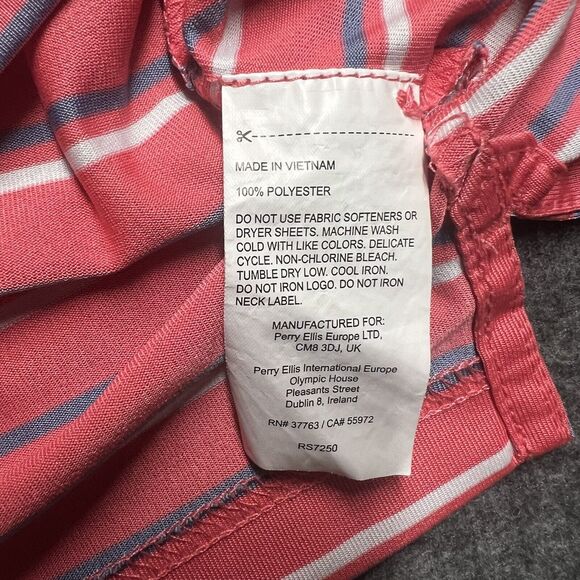 MADE IN VIETNAM
100% POLYESTER
DO NOT USE FABRIC SOFTENERS OR
DRYER SHEETS. MACHINE WASH
COLD WITH LIKE COLORS. DELICATE
CYCLE. NON-CHLORINE BLEACH.
TUMBLE DRY LOW. COOL IRON.
DO NOT IRON LOGO. DO NOT IRON
NECK LABEL.
MANUFACTURED FOR:
Perry Ellis Europe LTD,
CM8 3DJ, UK
Perry Ellis International Europe
Olympic House
Pleasants Street
Dublin 8, Ireland
RN# 37763 / CA# 55972
RS7250